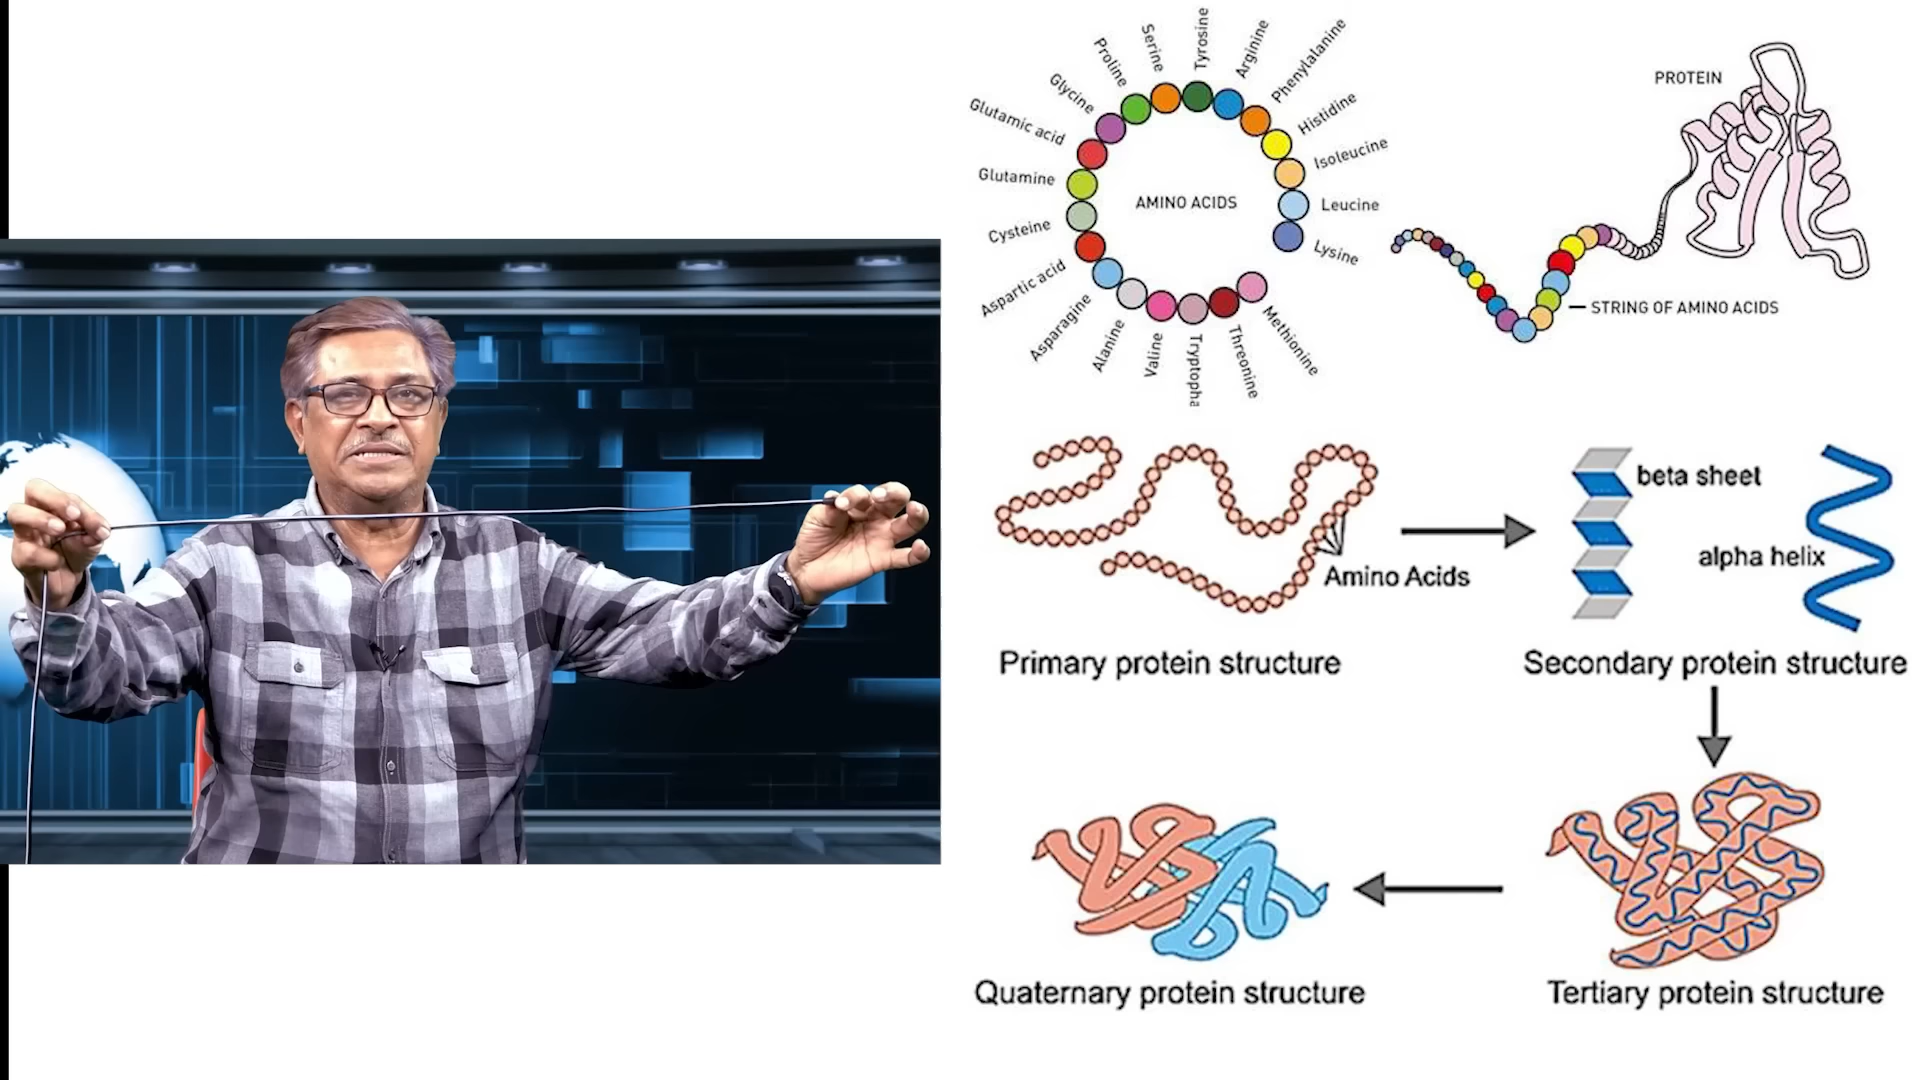 Tyrosine
Serine
Arginine
Proline
Phenylalanine
Glycine
Histidine
Glutamic acid
Isoleucine
Glutamine
AMINO ACIDS
Leucine
Cysteine
Lysine
Aspartic acid
Asparagine
Alanine
Valine
Tryptopha
Threonine
Methionine
PROTEIN
STRING OF AMINO ACIDS
Amino Acids
beta sheet
alpha helix
Primary protein structure
Secondary protein structure
Quaternary protein structure
Tertiary protein structure